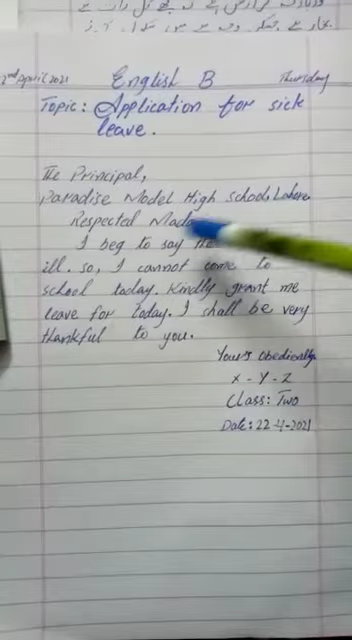 2nd April 2021 English B Thursday
Topic: Application for sick
leave.
The Principal,
Paradise Model High School, Lahore
Respected
I beg to say
ill. so, I cannot come to
school today. Kindly grant me
leave for today. I shall be very
thankful to you.
Yours Obediently
X - Y - Z
Class: Two
Date: 22-4-2021